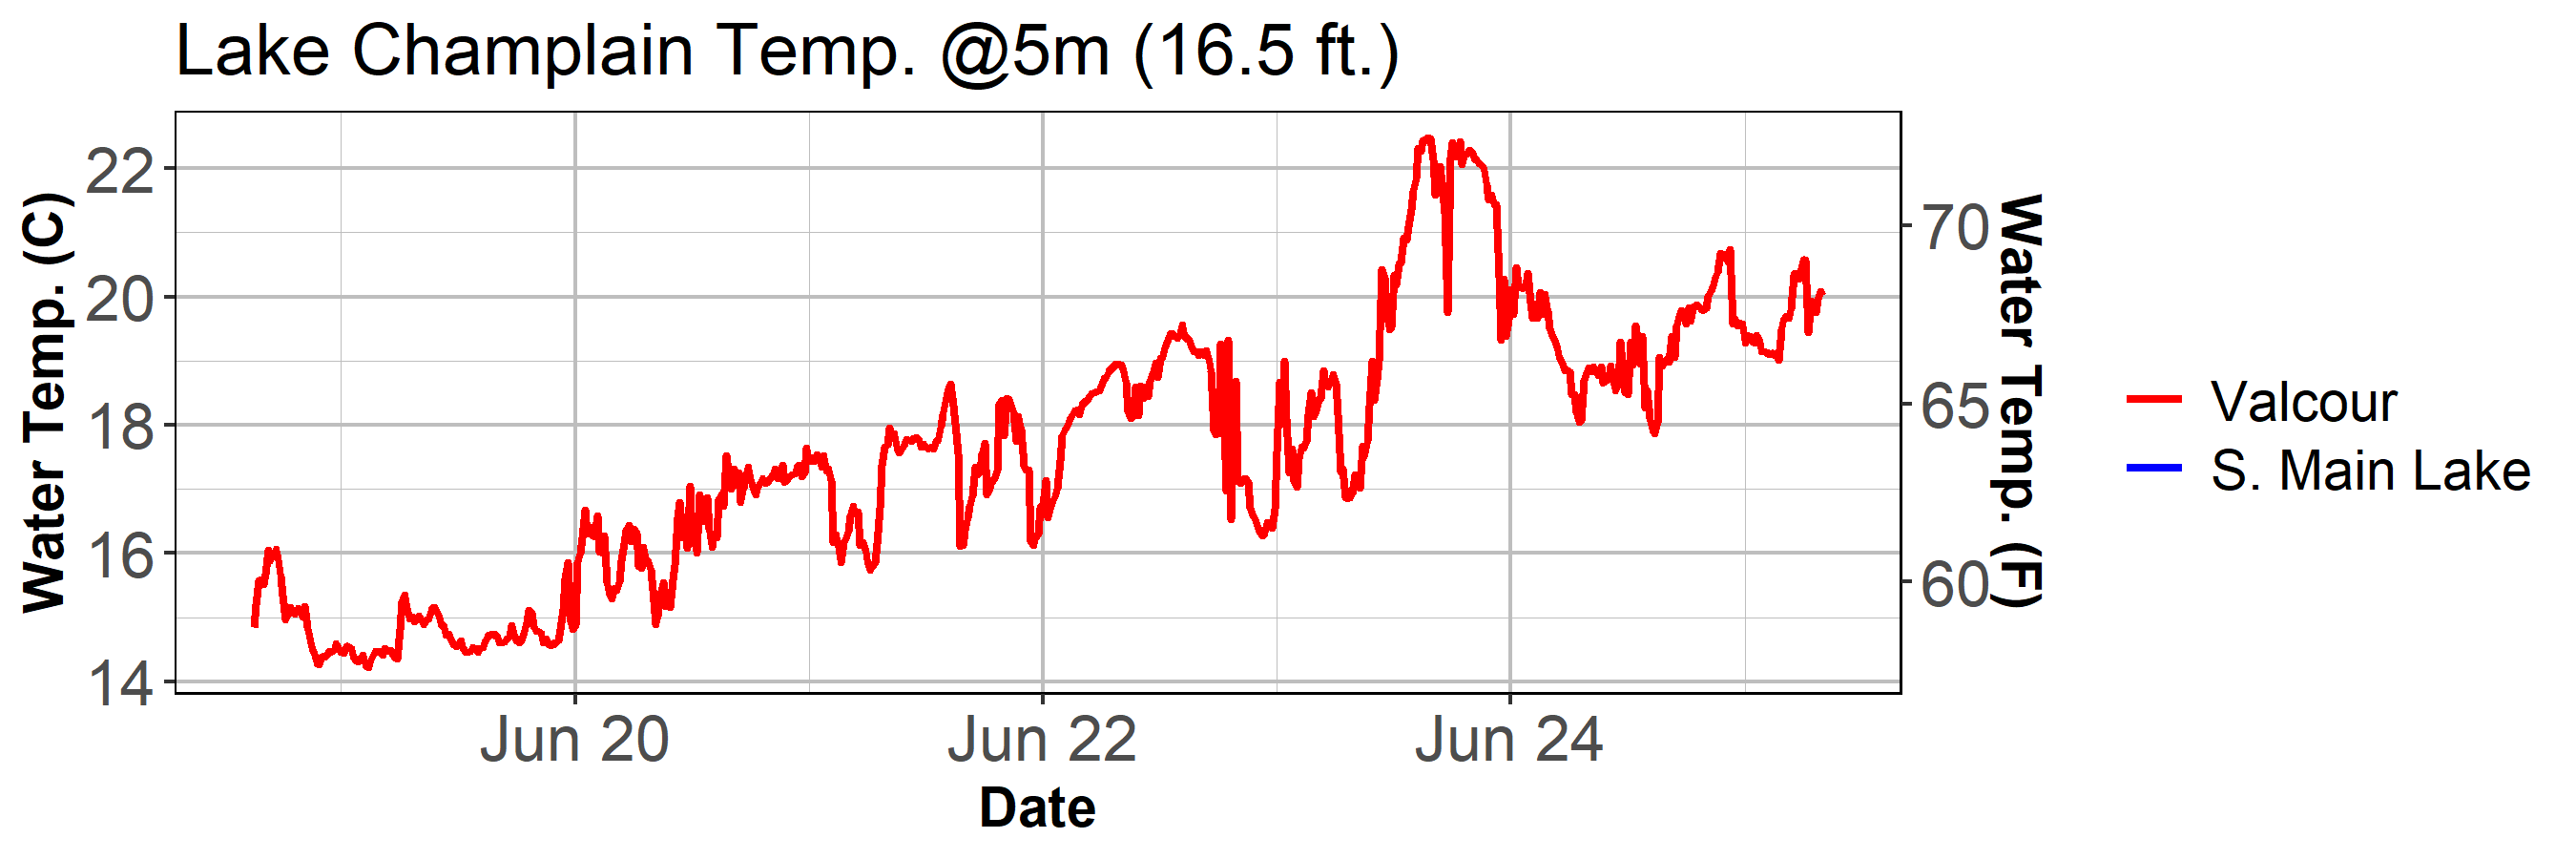 Lake Champlain Temp. @5m (16.5 ft.)
Water Temp. (C)
22
20
18
16
14
70
65
60
Water Temp. (F)
Jun 20
Jun 22
Jun 24
Date
Valcour
S. Main Lake